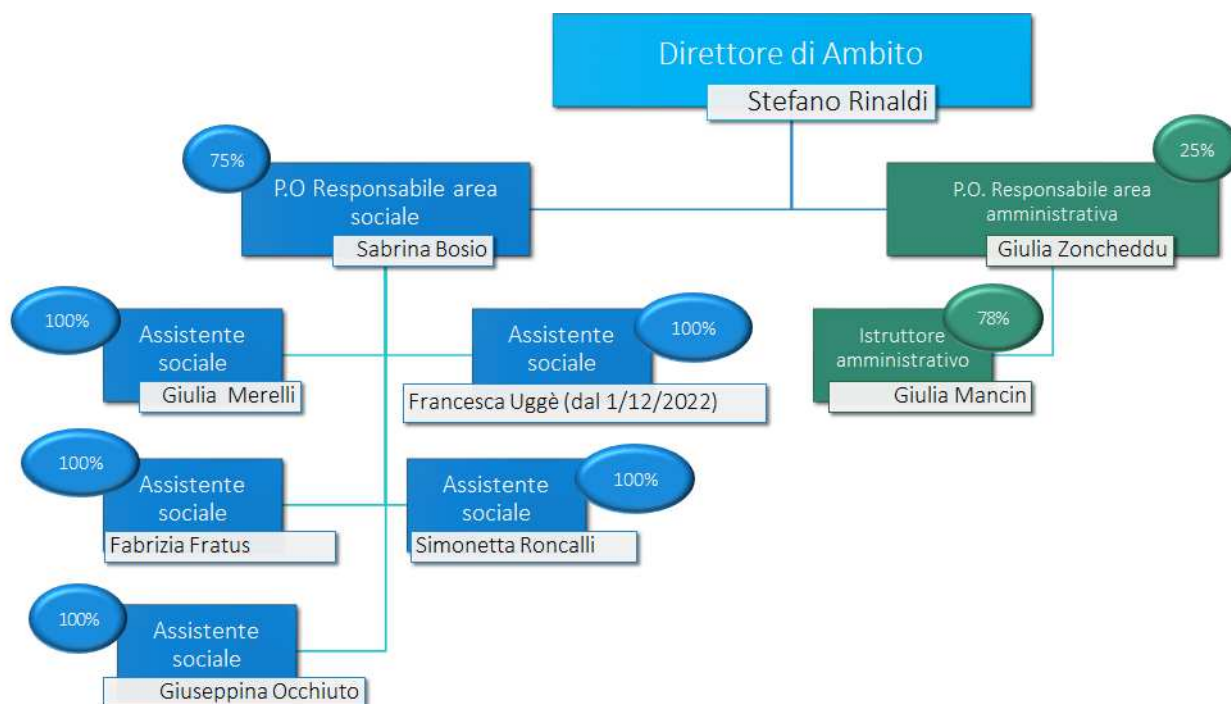 Direttore di Ambito
Stefano Rinaldi
75%
P.O Responsabile area
sociale
Sabrina Bosio
25%
P.O. Responsabile area
amministrativa
Giulia Zoncheddu
100%
Assistente
sociale
Giulia Merelli
100%
Assistente
sociale
Francesca Uggè (dal 1/12/2022)
78%
Istruttore
amministrativo
Giulia Mancin
100%
Assistente
sociale
Fabrizia Fratus
100%
Assistente
sociale
Simonetta Roncalli
100%
Assistente
sociale
Giuseppina Occhiuto